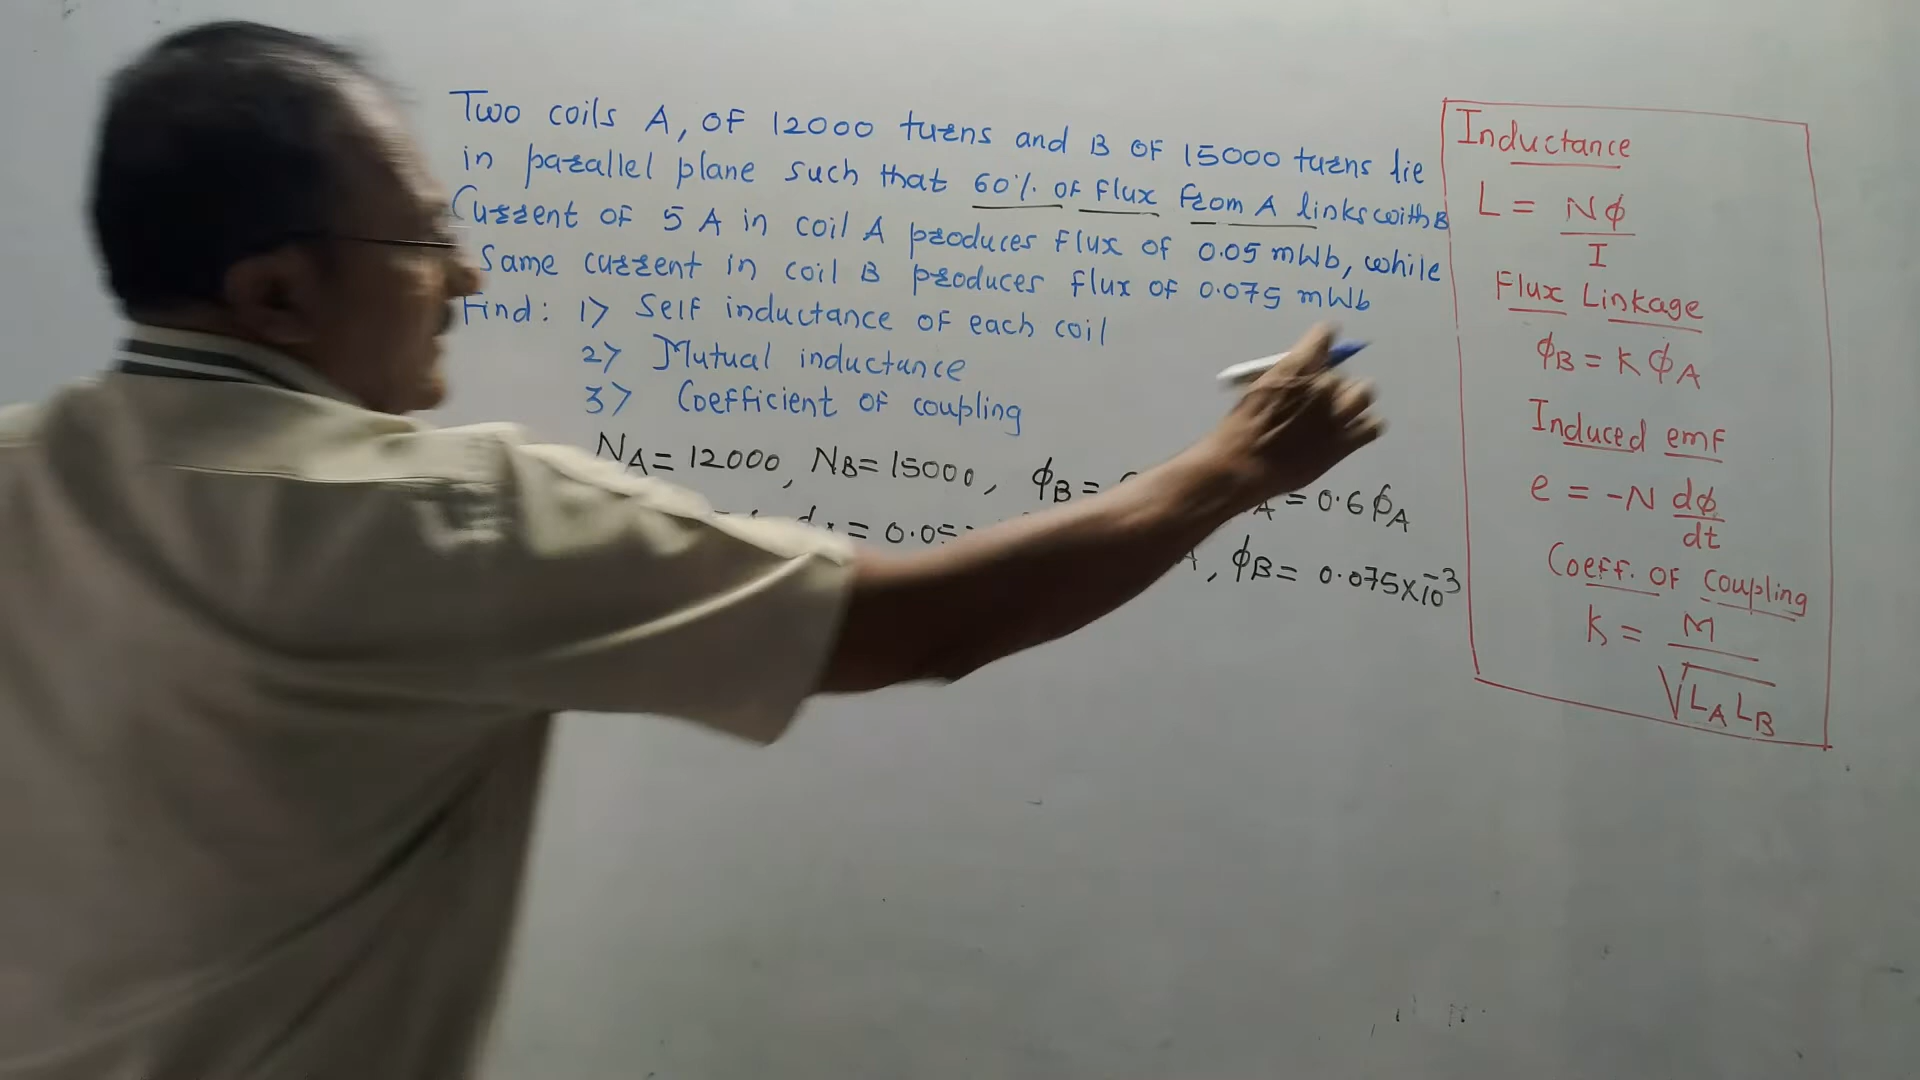 Two coils A, of 12000 turns and B of 15000 turns lie
in parallel plane such that 60% of flux from A links with B
Current of 5 A in coil A produces flux of 0.05 mWb, while
Same current in coil B produces flux of 0.075 mWb
Find: 1> Self inductance of each coil
2> Mutual inductance
3> Coefficient of coupling
NA = 12000, NB = 15000, ϕB = A = 0.6 ϕA
= 0.05 A, ϕB = 0.075×10⁻³
Inductance
L = Nϕ
I
Flux Linkage
ϕB = K ϕA
Induced emf
e = -N dϕ
dt
Coeff. of coupling
K = M
√LA LB